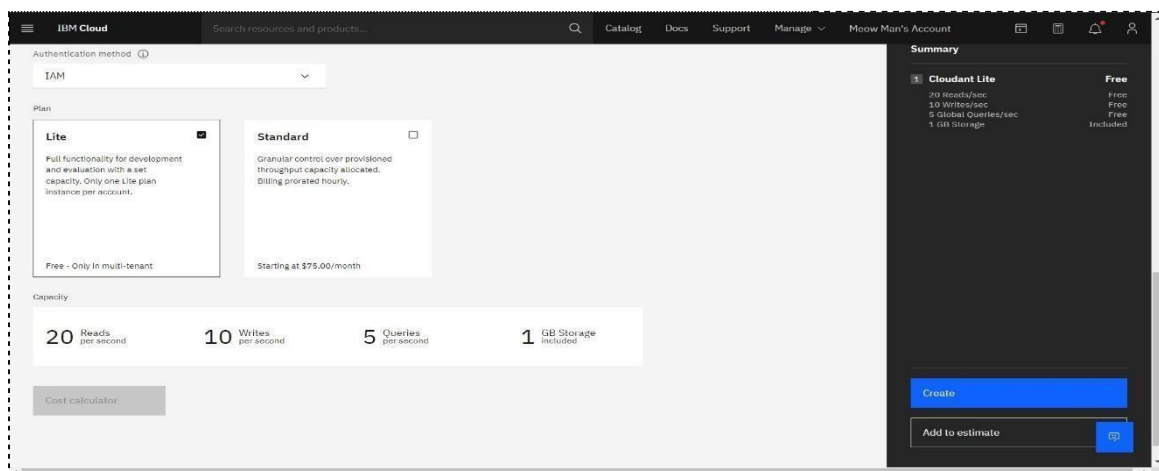 IBM Cloud
Search resources and products...
Catalog
Docs
Support
Manage
Meow Man's Account
Authentication method
IAM
Plan
Lite
Full functionality for development
and evaluation with a set
capacity. Only one Lite plan
instance per account.
Free - Only in multi-tenant
Standard
Granular control over provisioned
throughput capacity allocated.
Billing prorated hourly.
Starting at $75.00/month
Capacity
20 Reads per second
10 Writes per second
5 Queries per second
1 GB Storage included
Cost calculator
Summary
1 Cloudant Lite Free
20 Reads/sec Free
10 Writes/sec Free
5 Global Queries/sec Free
1 GB Storage Included
Create
Add to estimate